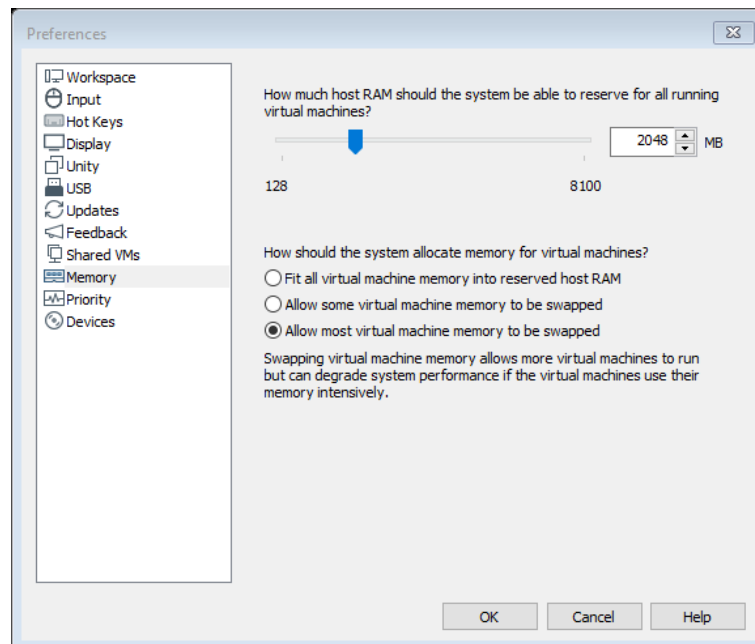 Preferences
Workspace
Input
Hot Keys
Display
Unity
USB
Updates
Feedback
Shared VMs
Memory
Priority
Devices
How much host RAM should the system be able to reserve for all running
virtual machines?
2048 MB
128 8100
How should the system allocate memory for virtual machines?
Fit all virtual machine memory into reserved host RAM
Allow some virtual machine memory to be swapped
Allow most virtual machine memory to be swapped
Swapping virtual machine memory allows more virtual machines to run
but can degrade system performance if the virtual machines use their
memory intensively.
OK Cancel Help